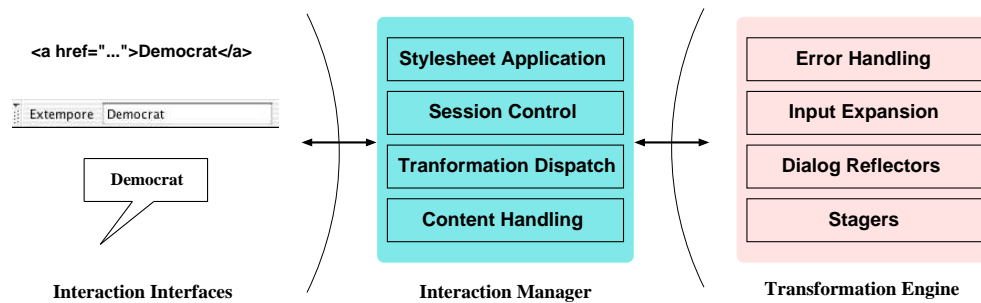 <a href="...">Democrat</a>
Extempore Democrat
Democrat
Interaction Interfaces
Stylesheet Application
Session Control
Tranformation Dispatch
Content Handling
Interaction Manager
Error Handling
Input Expansion
Dialog Reflectors
Stagers
Transformation Engine